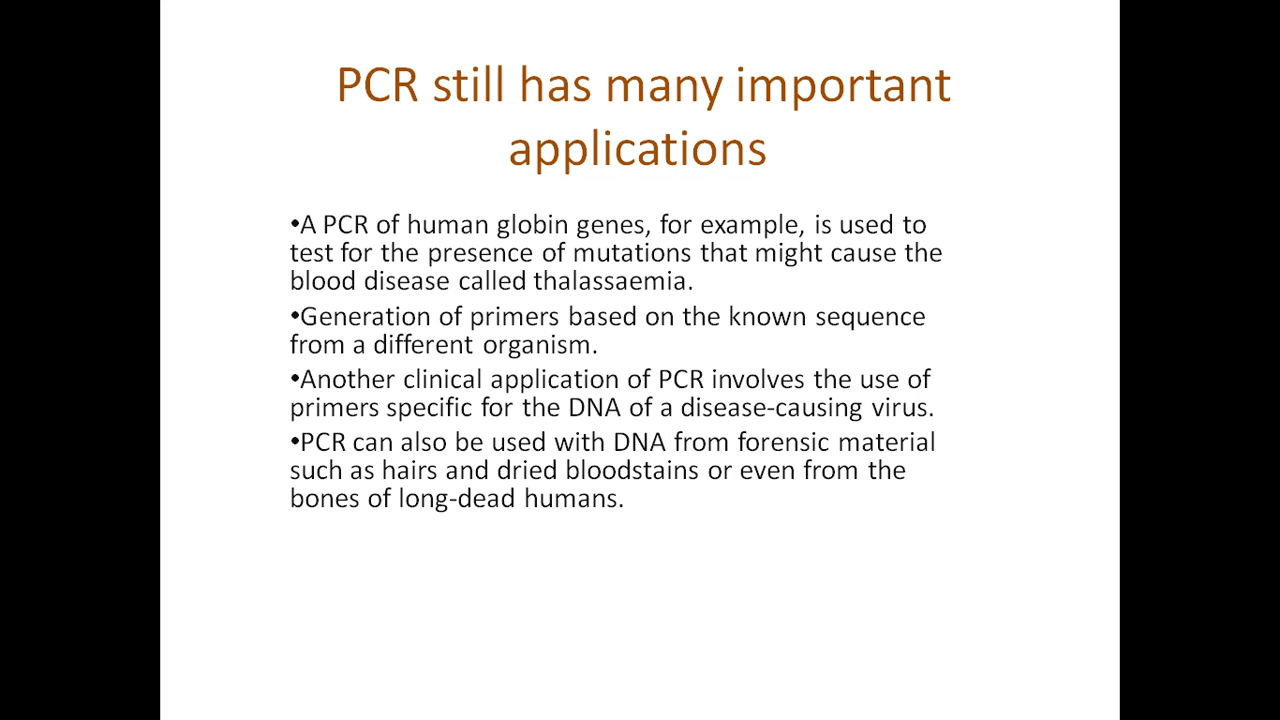 PCR still has many important
applications
•A PCR of human globin genes, for example, is used to
test for the presence of mutations that might cause the
blood disease called thalassaemia.
•Generation of primers based on the known sequence
from a different organism.
•Another clinical application of PCR involves the use of
primers specific for the DNA of a disease-causing virus.
•PCR can also be used with DNA from forensic material
such as hairs and dried bloodstains or even from the
bones of long-dead humans.